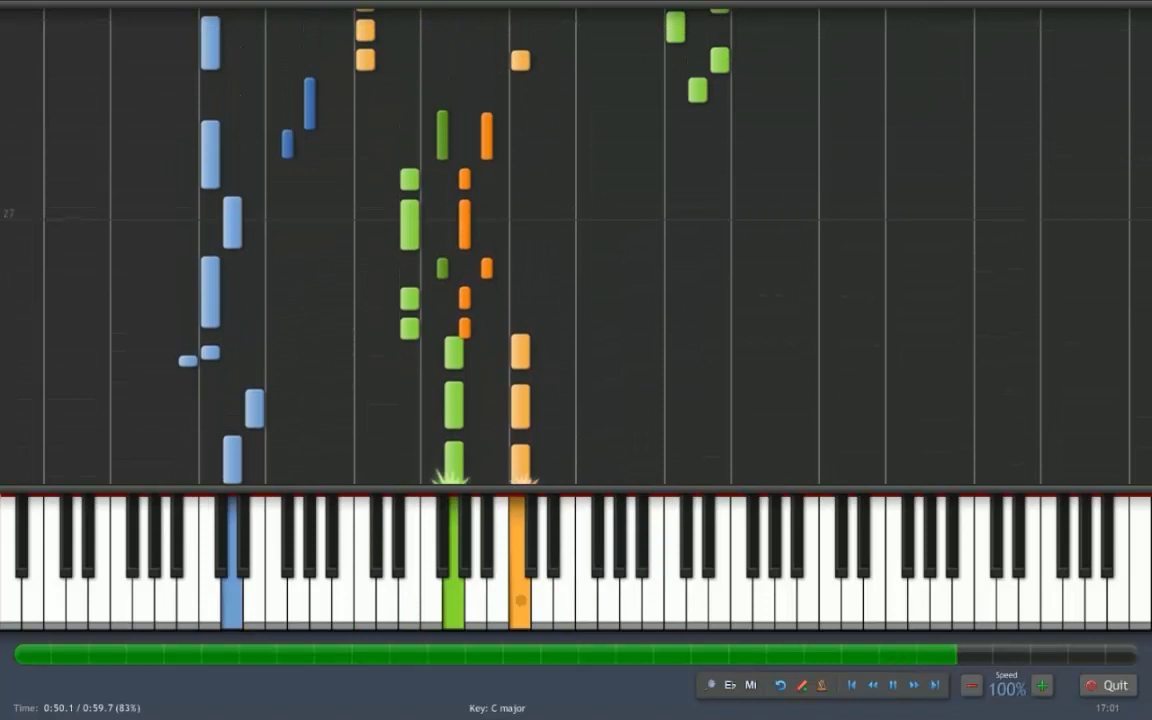 27
E♭ Mi
Speed
100%
Quit
Time: 0:50.1 / 0:59.7 (83%)
Key: C major
17:01